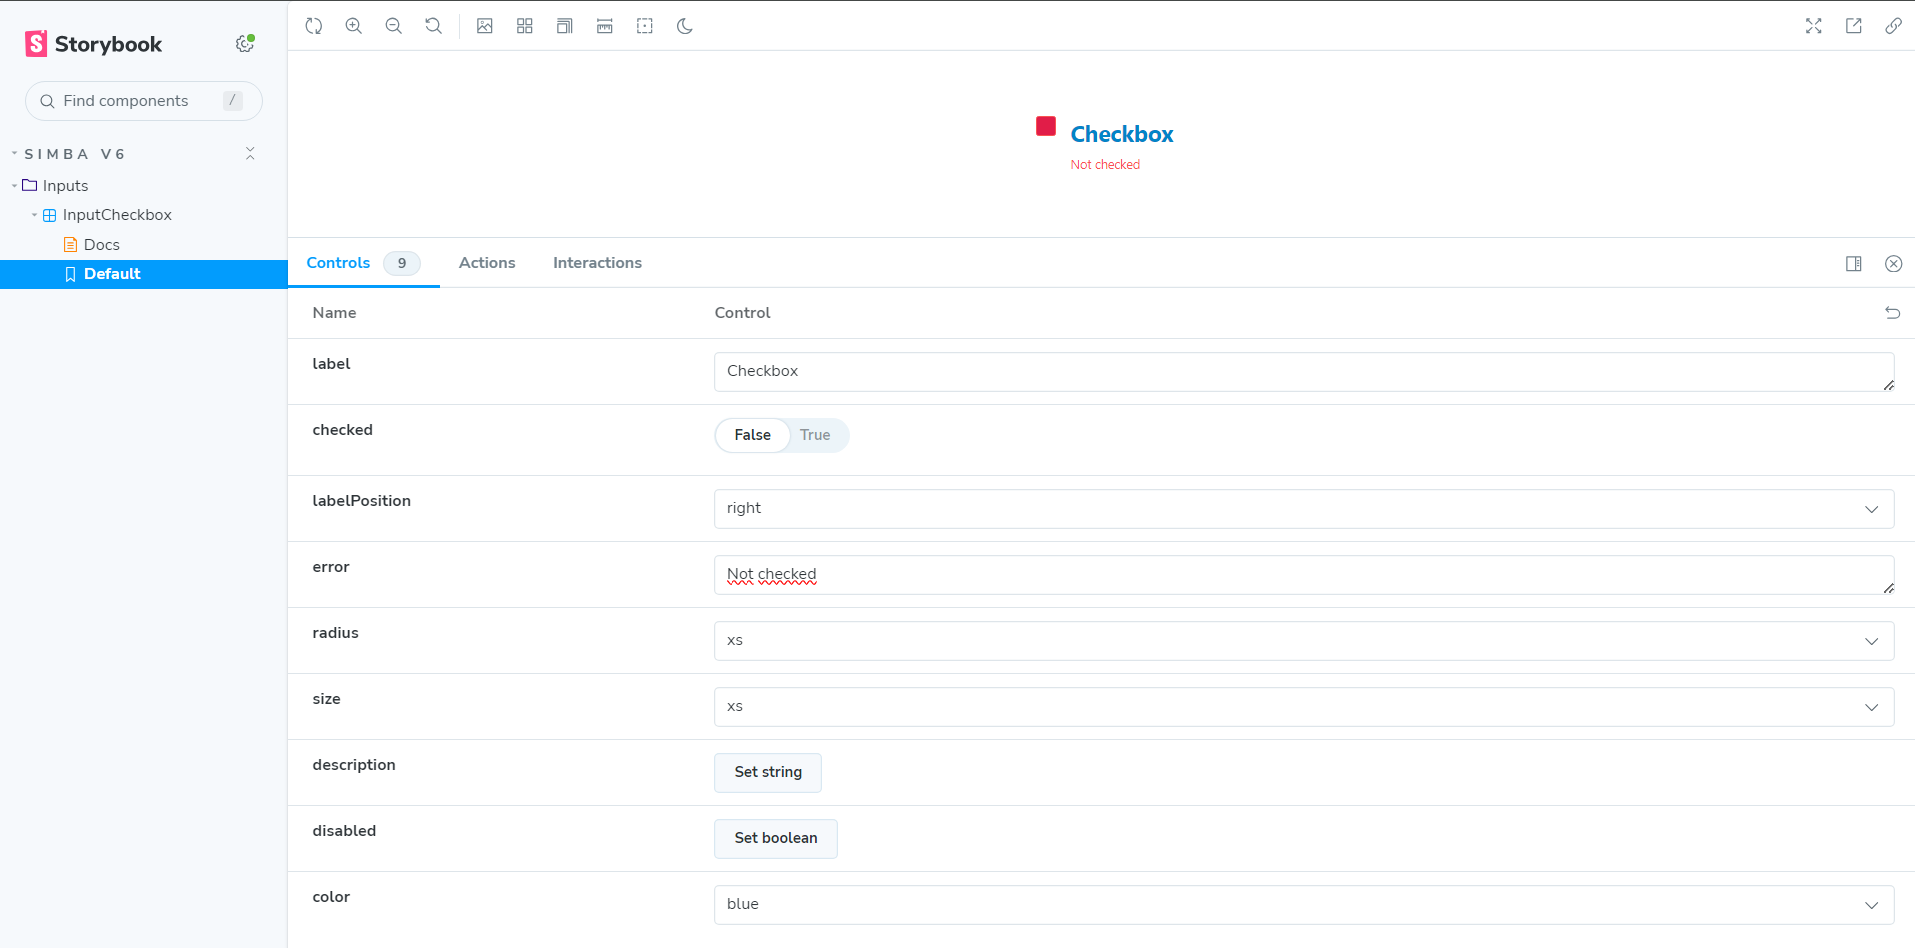 Storybook
Find components /
SIMBA V6
Inputs
InputCheckbox
Docs
Default
Checkbox
Not checked
Controls 9 Actions Interactions
Name Control
label Checkbox
checked False True
labelPosition right
error Not checked
radius xs
size xs
description Set string
disabled Set boolean
color blue